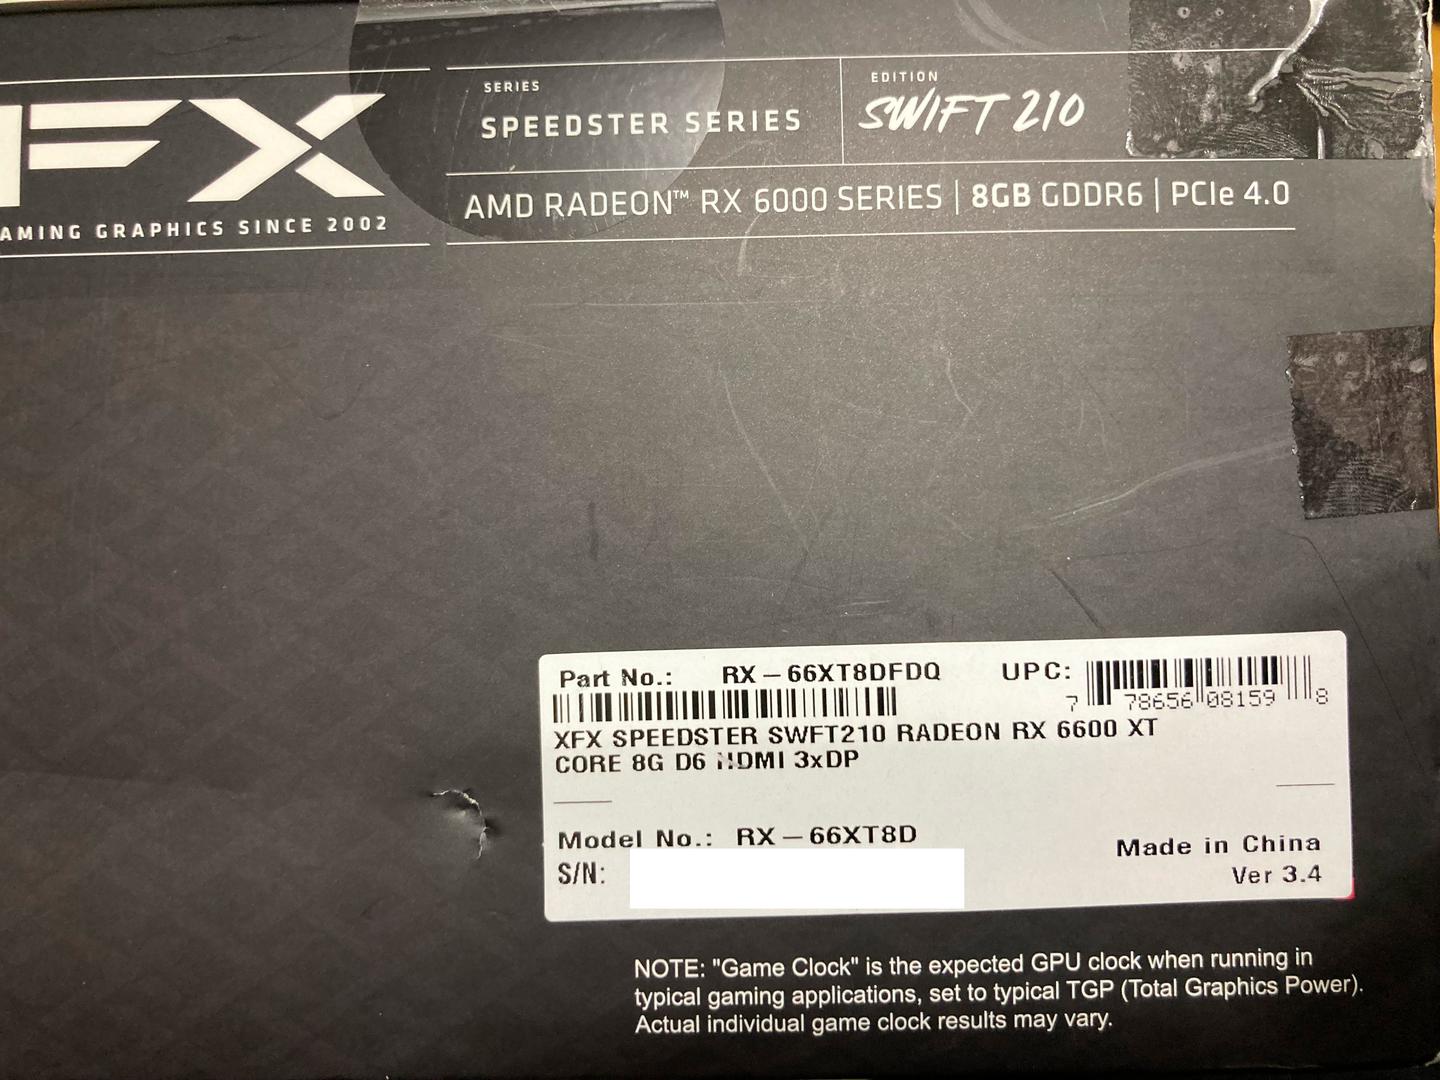 FX
AMING GRAPHICS SINCE 2002
SERIES
SPEEDSTER SERIES
EDITION
SWIFT 210
AMD RADEON™ RX 6000 SERIES | 8GB GDDR6 | PCIe 4.0
Part No.: RX-66XT8DFDQ UPC:
7 78656 08159 8
XFX SPEEDSTER SWFT210 RADEON RX 6600 XT
CORE 8G D6 HDMI 3xDP
Model No.: RX-66XT8D
S/N:
Made in China
Ver 3.4
NOTE: "Game Clock" is the expected GPU clock when running in
typical gaming applications, set to typical TGP (Total Graphics Power).
Actual individual game clock results may vary.